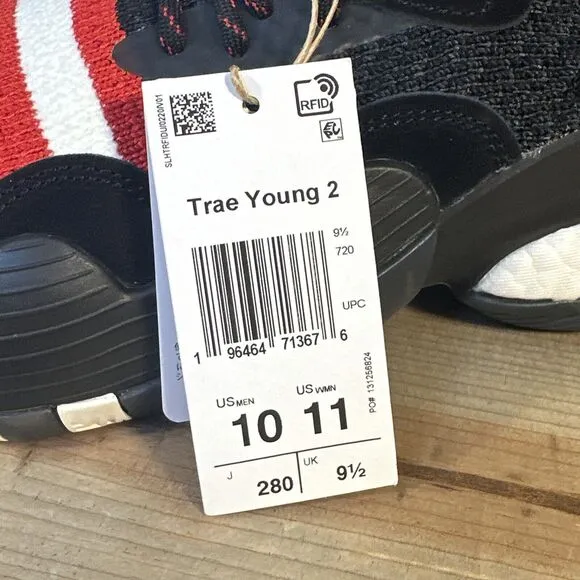 RFID
SLHTRFIDUI0220IV01
Trae Young 2
9½
720
UPC
1 96464 71367 6
US MEN 10
US WMN 11
PO# 131256824
J 280
UK 9½